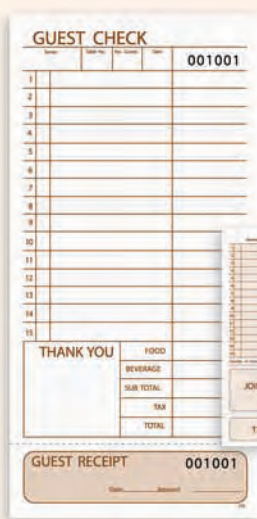 GUEST CHECK
Server Table No. No. Guests Date 001001
1
2
3
4
5
6
7
8
9
10
11
12
13
14
15
THANK YOU FOOD
BEVERAGE
SUB TOTAL
TAX
TOTAL
GUEST RECEIPT 001001
Date Amount